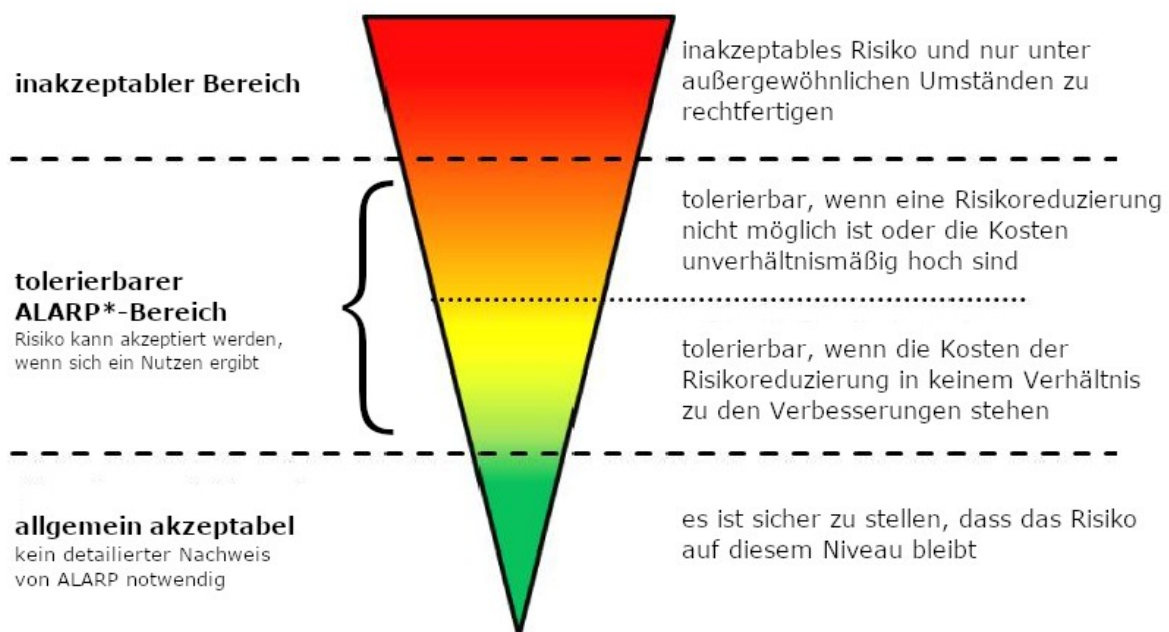 inakzeptabler Bereich
inakzeptables Risiko und nur unter
außergewöhnlichen Umständen zu
rechtfertigen
tolerierbarer
ALARP*-Bereich
Risiko kann akzeptiert werden,
wenn sich ein Nutzen ergibt
tolerierbar, wenn eine Risikoreduzierung
nicht möglich ist oder die Kosten
unverhältnismäßig hoch sind
tolerierbar, wenn die Kosten der
Risikoreduzierung in keinem Verhältnis
zu den Verbesserungen stehen
allgemein akzeptabel
kein detailierter Nachweis
von ALARP notwendig
es ist sicher zu stellen, dass das Risiko
auf diesem Niveau bleibt